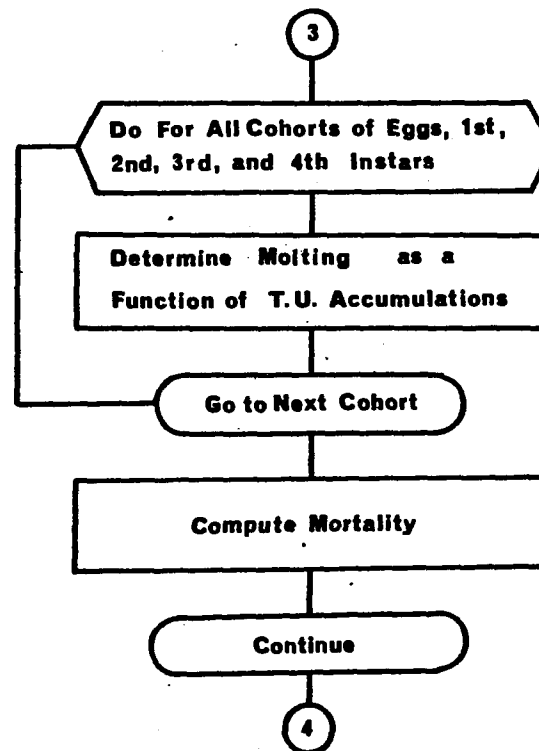 3
Do For All Cohorts of Eggs, 1st,
2nd, 3rd, and 4th Instars
Determine Molting as a
Function of T.U. Accumulations
Go to Next Cohort
Compute Mortality
Continue
4